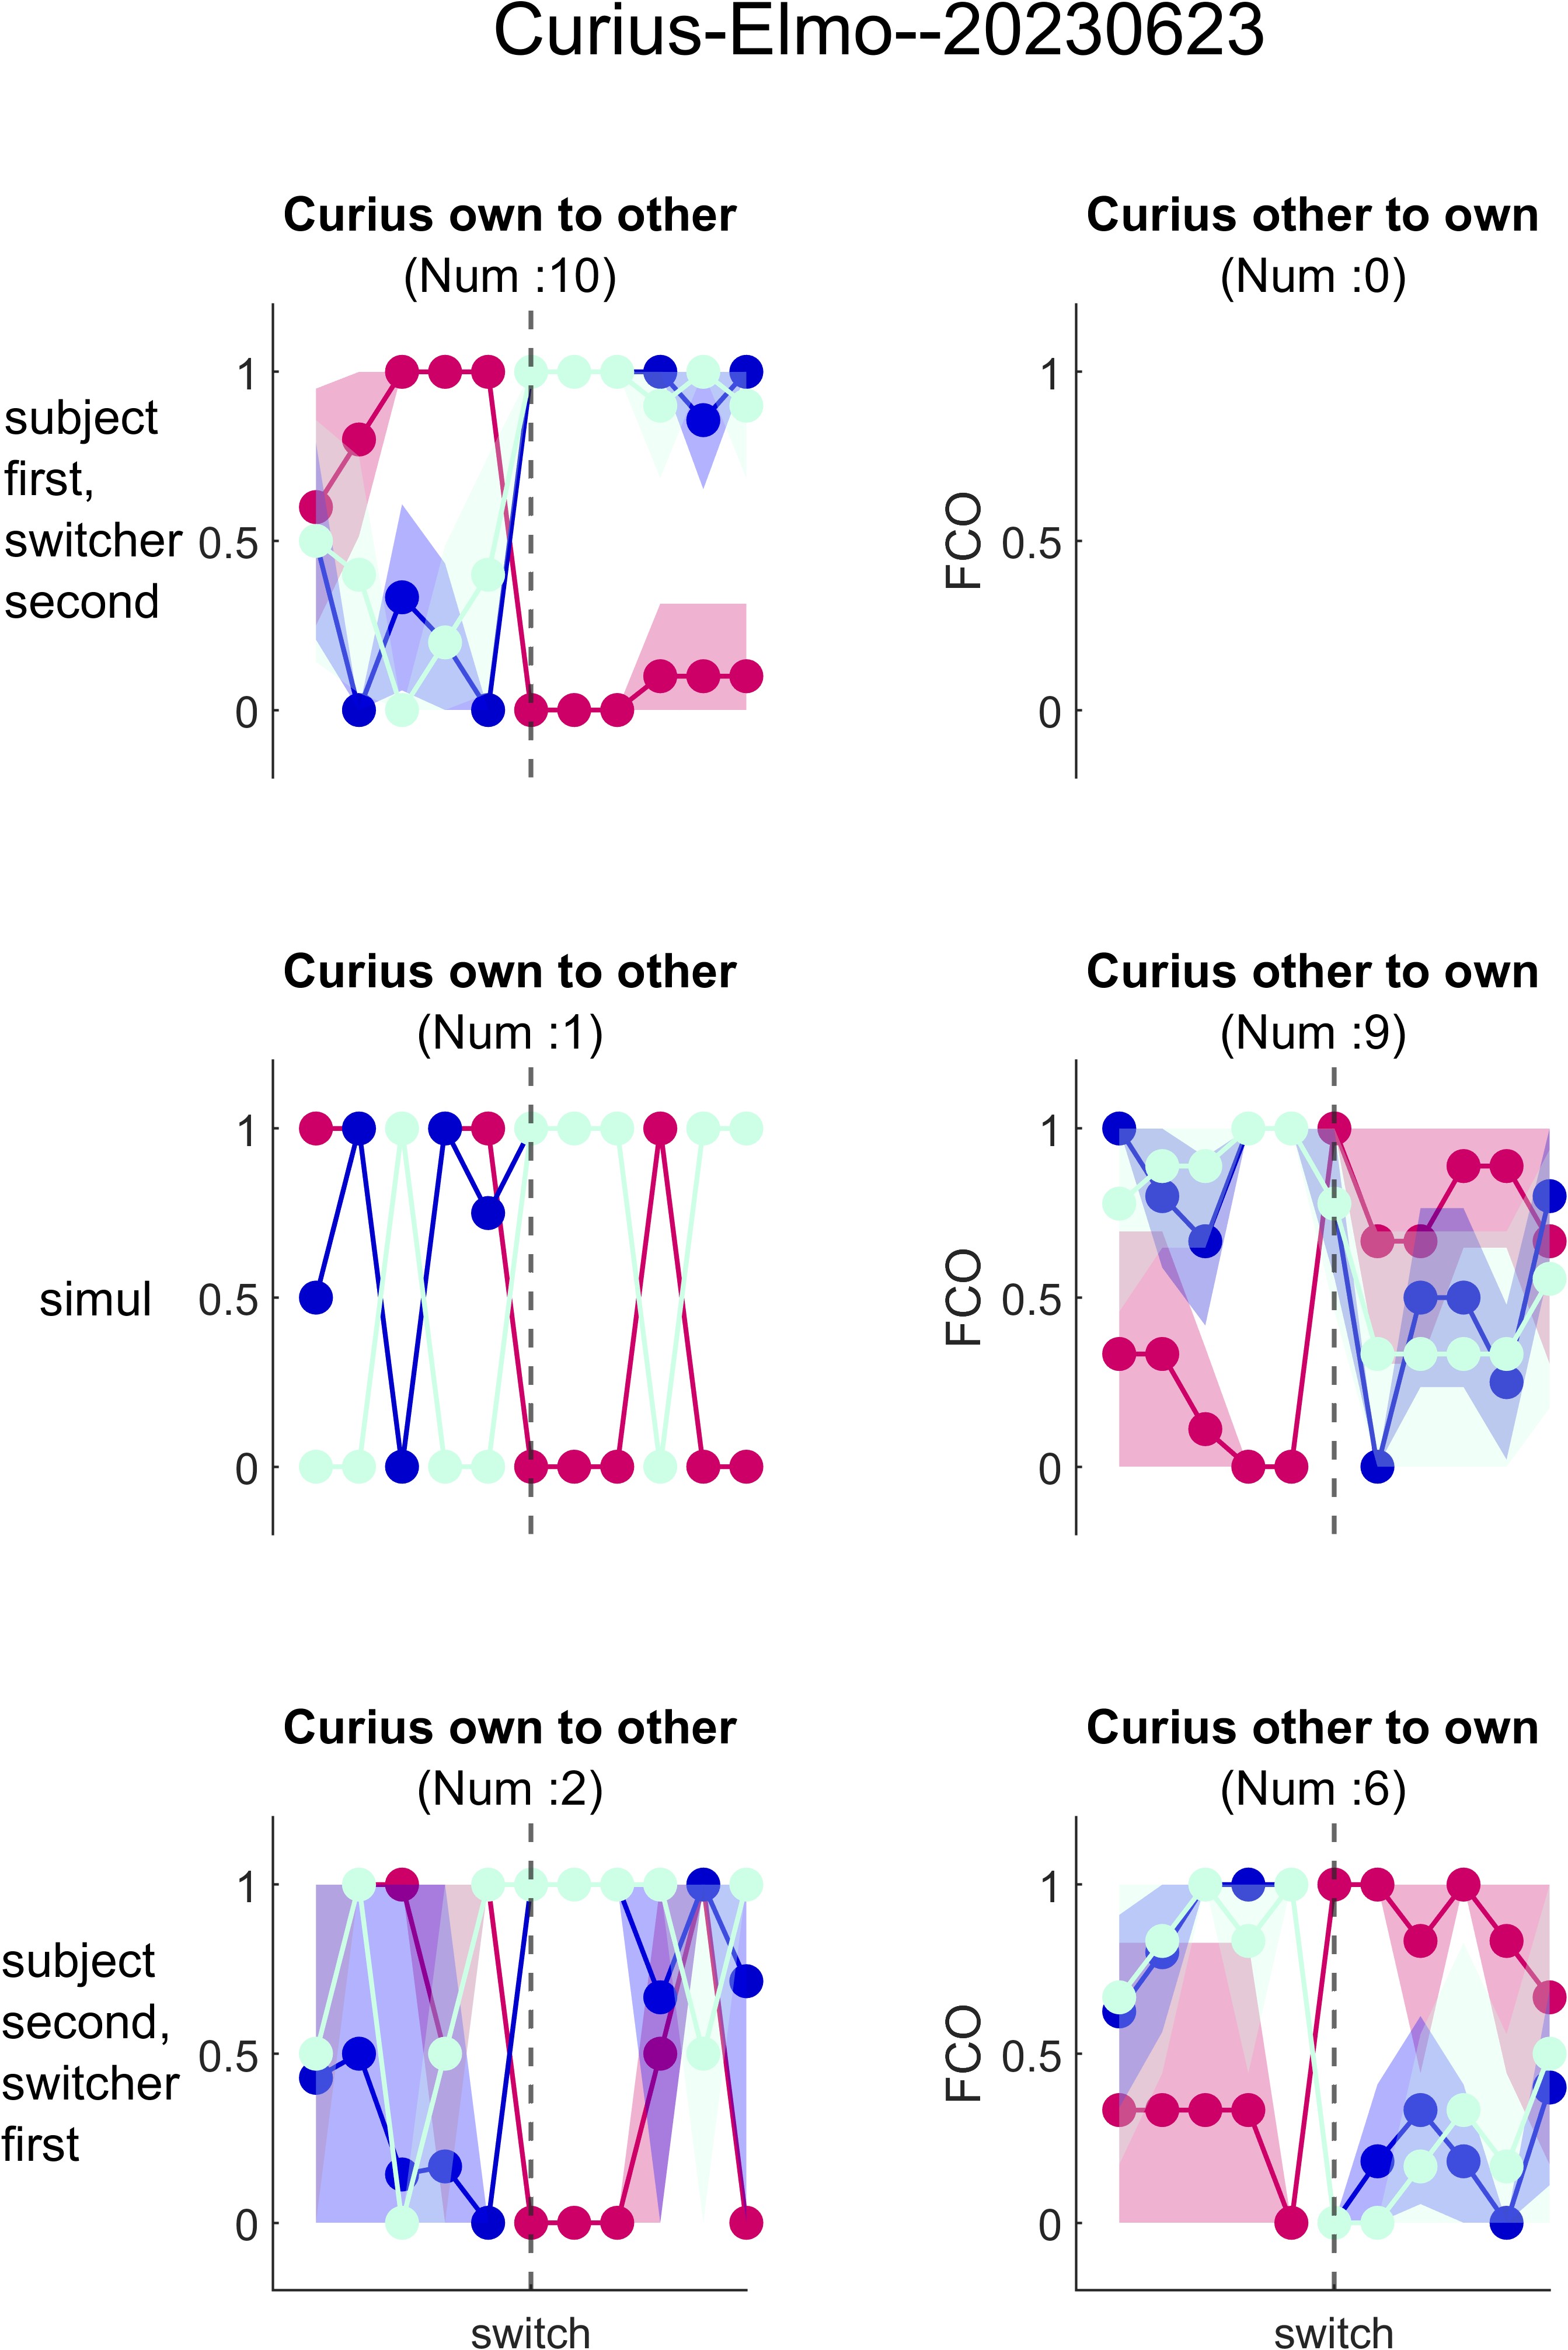 Curius-Elmo--20230623
Curius own to other
(Num :10)
Curius other to own
(Num :0)
subject
first,
switcher
second
1
0.5
0
FCO
1
0.5
0
Curius own to other
(Num :1)
Curius other to own
(Num :9)
simul
1
0.5
0
FCO
1
0.5
0
Curius own to other
(Num :2)
Curius other to own
(Num :6)
subject
second,
switcher
first
1
0.5
0
switch
FCO
1
0.5
0
switch